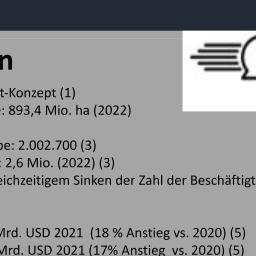 n
t-Konzept (1)
: 893,4 Mio. ha (2022)
be: 2.002.700 (3)
: 2,6 Mio. (2022) (3)
eichzeitigem Sinken der Zahl der Beschäftigt
Mrd. USD 2021 (18 % Anstieg vs. 2020) (5)
Mrd. USD 2021 (17% Anstieg vs. 2020) (5)